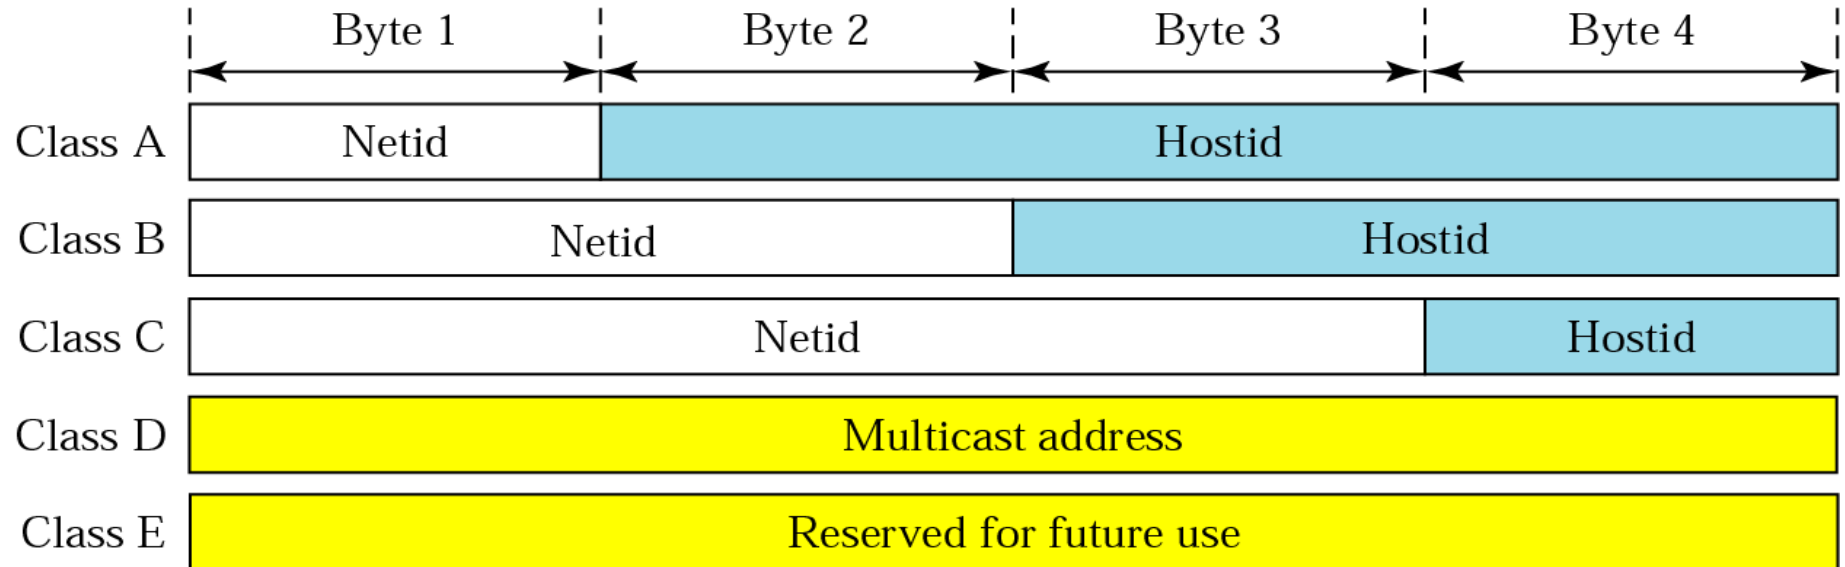 Byte 1 Byte 2 Byte 3 Byte 4
Class A Netid Hostid
Class B Netid Hostid
Class C Netid Hostid
Class D Multicast address
Class E Reserved for future use